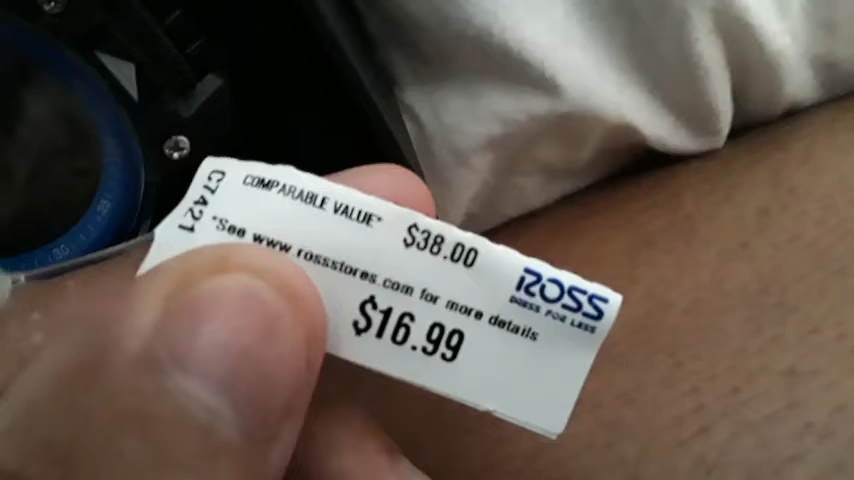 COMPARABLE VALUE* $38.00
*See www.rossstores.com for more details
$16.99
ROSS
DRESS FOR LESS
C7421